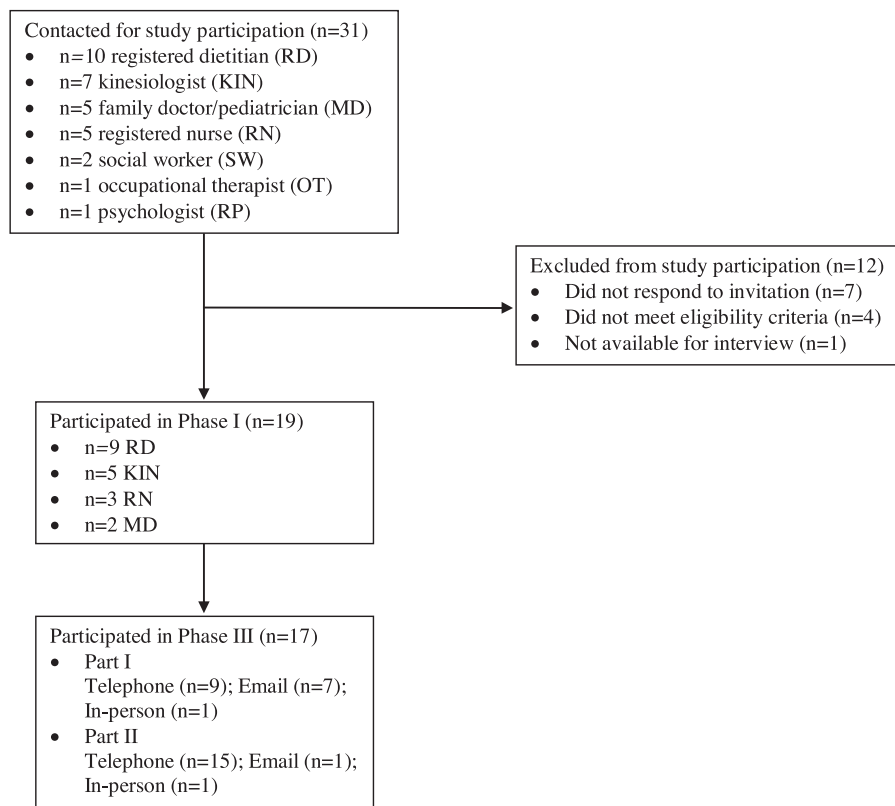 Contacted for study participation (n=31)
• n=10 registered dietitian (RD)
• n=7 kinesiologist (KIN)
• n=5 family doctor/pediatrician (MD)
• n=5 registered nurse (RN)
• n=2 social worker (SW)
• n=1 occupational therapist (OT)
• n=1 psychologist (RP)
Excluded from study participation (n=12)
• Did not respond to invitation (n=7)
• Did not meet eligibility criteria (n=4)
• Not available for interview (n=1)
Participated in Phase I (n=19)
• n=9 RD
• n=5 KIN
• n=3 RN
• n=2 MD
Participated in Phase III (n=17)
• Part I
Telephone (n=9); Email (n=7);
In-person (n=1)
• Part II
Telephone (n=15); Email (n=1);
In-person (n=1)